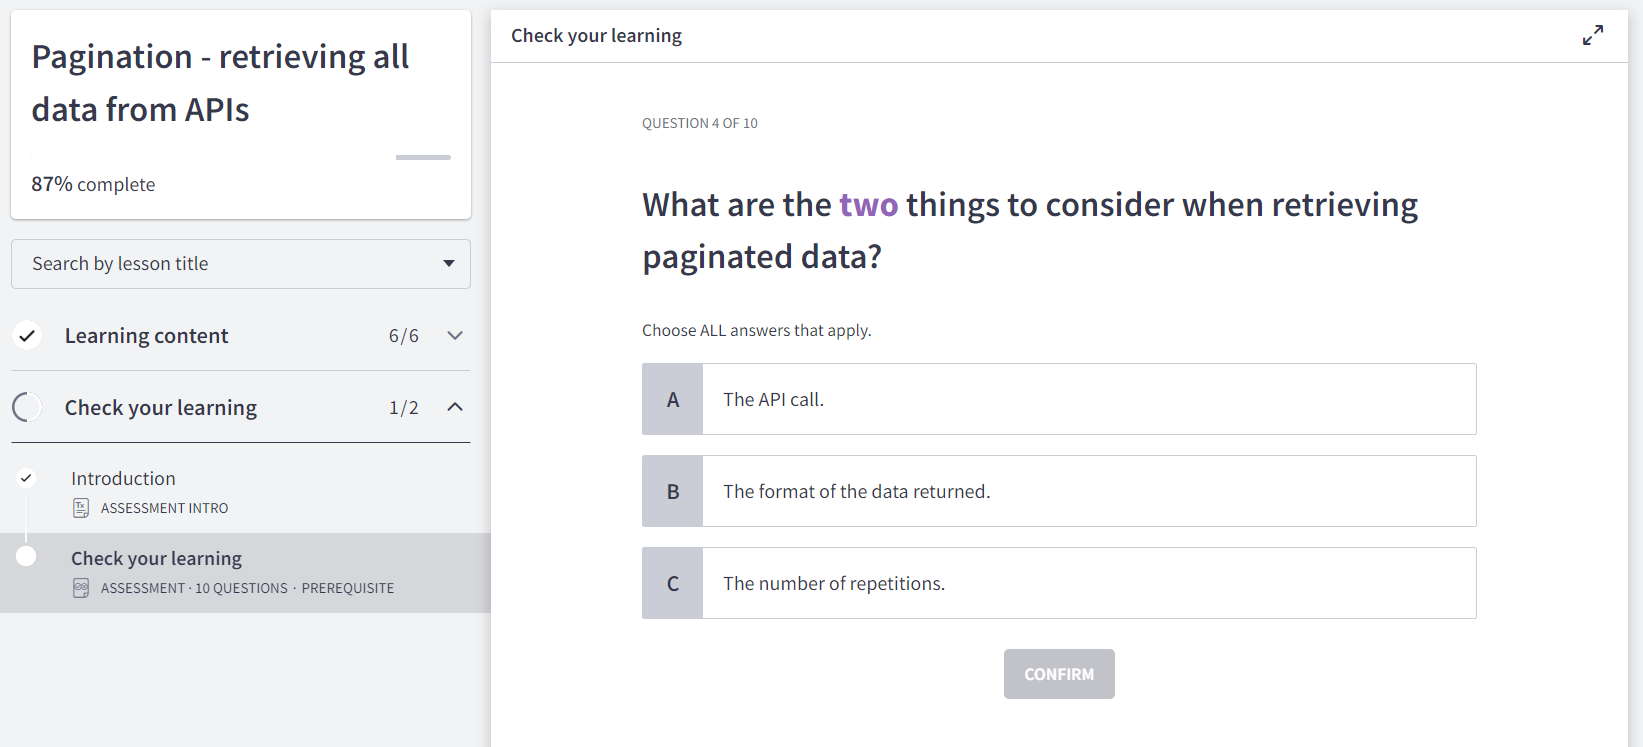 Pagination - retrieving all
data from APIs
87% complete
Search by lesson title
Learning content 6/6
Check your learning 1/2
Introduction
Tx ASSESSMENT INTRO
Check your learning
ASSESSMENT · 10 QUESTIONS · PREREQUISITE
Check your learning
QUESTION 4 OF 10
What are the two things to consider when retrieving
paginated data?
Choose ALL answers that apply.
A The API call.
B The format of the data returned.
C The number of repetitions.
CONFIRM